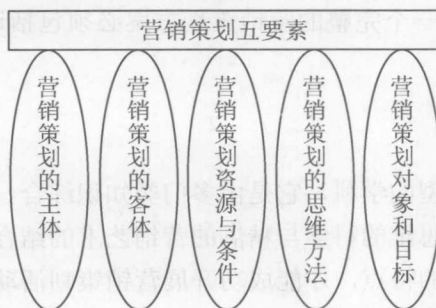 营销策划五要素
营销策划的主体
营销策划的客体
营销策划资源与条件
营销策划的思维方法
营销策划对象和目标